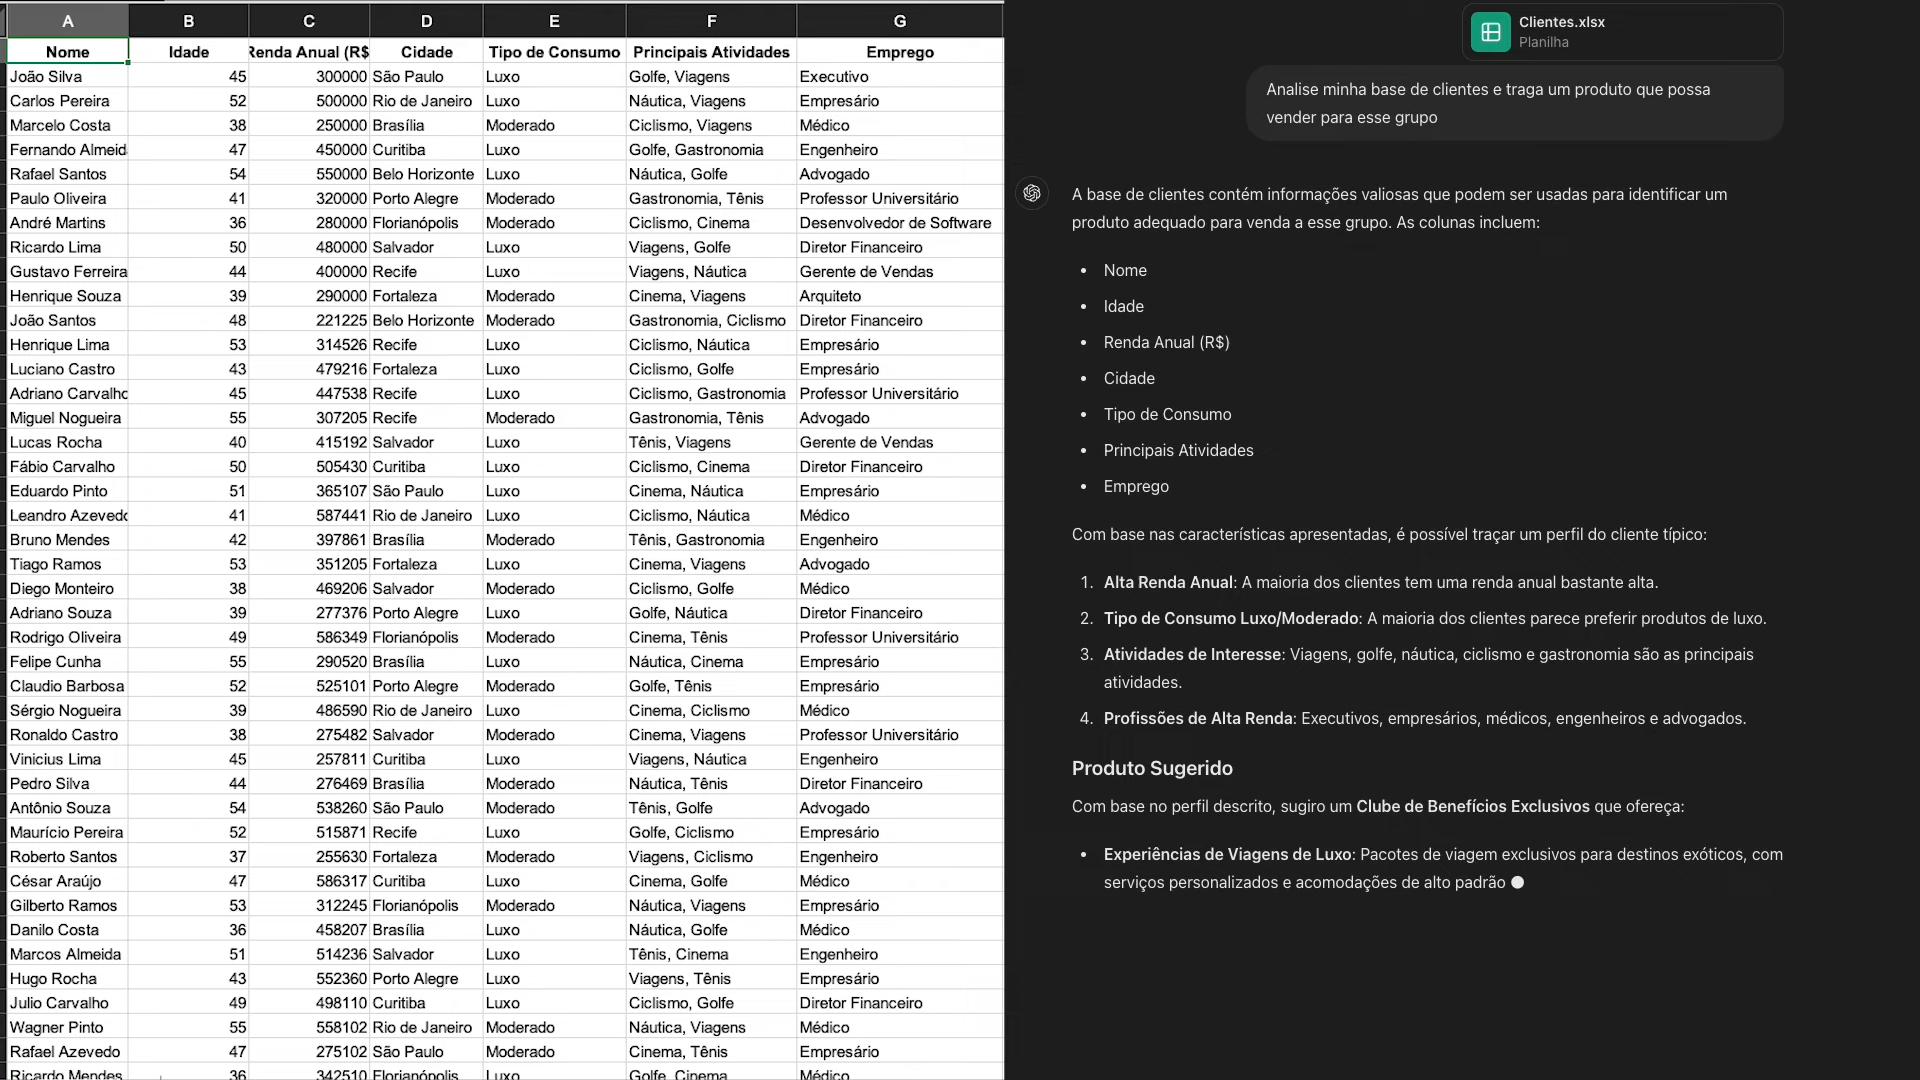 A B C D E F G
Nome Idade Renda Anual (R$ Cidade Tipo de Consumo Principais Atividades Emprego
João Silva 45 300000 São Paulo Luxo Golfe, Viagens Executivo
Carlos Pereira 52 500000 Rio de Janeiro Luxo Náutica, Viagens Empresário
Marcelo Costa 38 250000 Brasília Moderado Ciclismo, Viagens Médico
Fernando Almeid 47 450000 Curitiba Luxo Golfe, Gastronomia Engenheiro
Rafael Santos 54 550000 Belo Horizonte Luxo Náutica, Golfe Advogado
Paulo Oliveira 41 320000 Porto Alegre Moderado Gastronomia, Tênis Professor Universitário
André Martins 36 280000 Florianópolis Moderado Ciclismo, Cinema Desenvolvedor de Software
Ricardo Lima 50 480000 Salvador Luxo Viagens, Golfe Diretor Financeiro
Gustavo Ferreira 44 400000 Recife Luxo Viagens, Náutica Gerente de Vendas
Henrique Souza 39 290000 Fortaleza Moderado Cinema, Viagens Arquiteto
João Santos 48 221225 Belo Horizonte Moderado Gastronomia, Ciclismo Diretor Financeiro
Henrique Lima 53 314526 Recife Luxo Ciclismo, Náutica Empresário
Luciano Castro 43 479216 Fortaleza Luxo Ciclismo, Golfe Empresário
Adriano Carvalho 45 447538 Recife Luxo Ciclismo, Gastronomia Professor Universitário
Miguel Nogueira 55 307205 Recife Moderado Gastronomia, Tênis Advogado
Lucas Rocha 40 415192 Salvador Luxo Tênis, Viagens Gerente de Vendas
Fábio Carvalho 50 505430 Curitiba Luxo Ciclismo, Cinema Diretor Financeiro
Eduardo Pinto 51 365107 São Paulo Luxo Cinema, Náutica Empresário
Leandro Azevedo 41 587441 Rio de Janeiro Luxo Ciclismo, Náutica Médico
Bruno Mendes 42 397861 Brasília Moderado Tênis, Gastronomia Engenheiro
Tiago Ramos 53 351205 Fortaleza Luxo Cinema, Viagens Advogado
Diego Monteiro 38 469206 Salvador Moderado Ciclismo, Golfe Médico
Adriano Souza 39 277376 Porto Alegre Luxo Golfe, Náutica Diretor Financeiro
Rodrigo Oliveira 49 586349 Florianópolis Moderado Cinema, Tênis Professor Universitário
Felipe Cunha 55 290520 Brasília Luxo Náutica, Cinema Empresário
Claudio Barbosa 52 525101 Porto Alegre Moderado Golfe, Tênis Empresário
Sérgio Nogueira 39 486590 Rio de Janeiro Luxo Cinema, Ciclismo Médico
Ronaldo Castro 38 275482 Salvador Moderado Cinema, Viagens Professor Universitário
Vinicius Lima 45 257811 Curitiba Luxo Viagens, Náutica Engenheiro
Pedro Silva 44 276469 Brasília Moderado Náutica, Tênis Diretor Financeiro
Antônio Souza 54 538260 São Paulo Moderado Tênis, Golfe Advogado
Maurício Pereira 52 515871 Recife Luxo Golfe, Ciclismo Empresário
Roberto Santos 37 255630 Fortaleza Moderado Viagens, Ciclismo Engenheiro
César Araújo 47 586317 Curitiba Luxo Cinema, Golfe Médico
Gilberto Ramos 53 312245 Florianópolis Moderado Náutica, Viagens Empresário
Danilo Costa 36 458207 Brasília Luxo Náutica, Golfe Médico
Marcos Almeida 51 514236 Salvador Luxo Tênis, Cinema Engenheiro
Hugo Rocha 43 552360 Porto Alegre Luxo Viagens, Tênis Empresário
Julio Carvalho 49 498110 Curitiba Luxo Ciclismo, Golfe Diretor Financeiro
Wagner Pinto 55 558102 Rio de Janeiro Moderado Náutica, Viagens Médico
Rafael Azevedo 47 275102 São Paulo Moderado Cinema, Tênis Empresário
Ricardo Mendes 36 342510 Florianópolis Luxo Golfe, Cinema Médico
Clientes.xlsx
Planilha
Analise minha base de clientes e traga um produto que possa
vender para esse grupo
A base de clientes contém informações valiosas que podem ser usadas para identificar um
produto adequado para venda a esse grupo. As colunas incluem:
• Nome
• Idade
• Renda Anual (R$)
• Cidade
• Tipo de Consumo
• Principais Atividades
• Emprego
Com base nas características apresentadas, é possível traçar um perfil do cliente típico:
1. Alta Renda Anual: A maioria dos clientes tem uma renda anual bastante alta.
2. Tipo de Consumo Luxo/Moderado: A maioria dos clientes parece preferir produtos de luxo.
3. Atividades de Interesse: Viagens, golfe, náutica, ciclismo e gastronomia são as principais
atividades.
4. Profissões de Alta Renda: Executivos, empresários, médicos, engenheiros e advogados.
Produto Sugerido
Com base no perfil descrito, sugiro um Clube de Benefícios Exclusivos que ofereça:
• Experiências de Viagens de Luxo: Pacotes de viagem exclusivos para destinos exóticos, com
serviços personalizados e acomodações de alto padrão